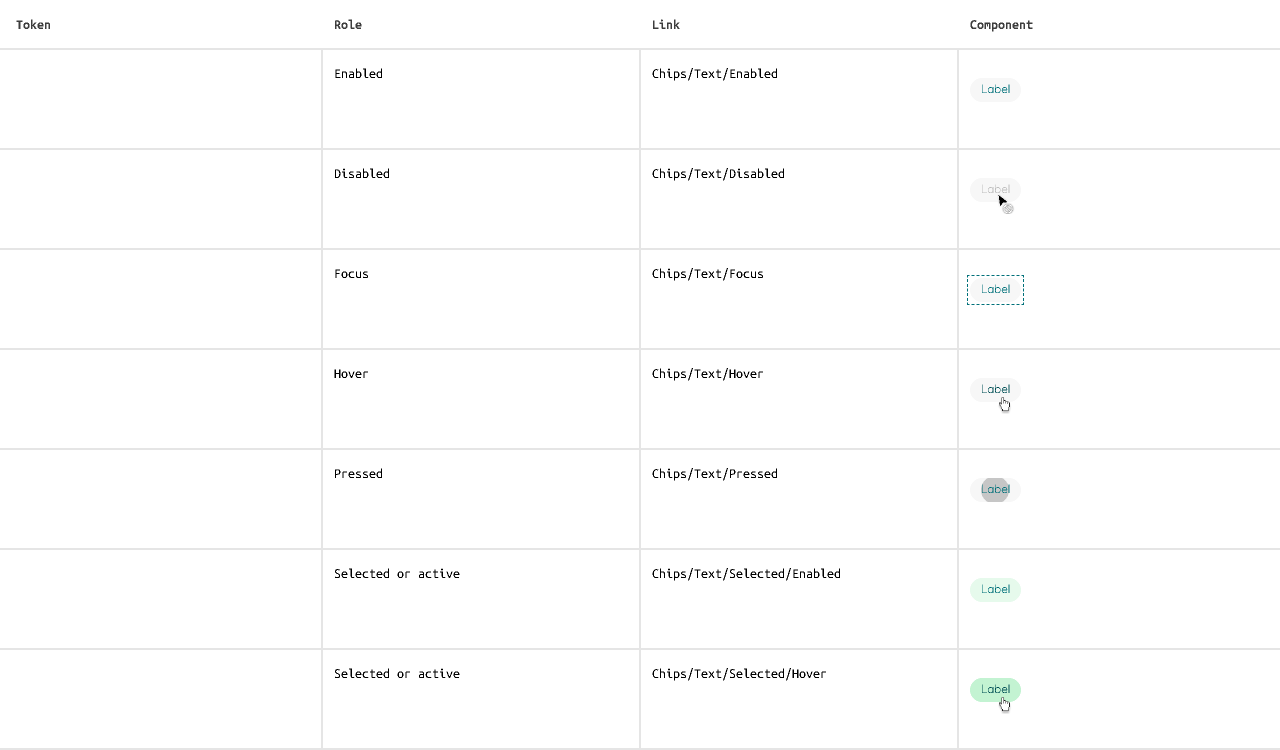 Token Role Link Component
Enabled Chips/Text/Enabled Label
Disabled Chips/Text/Disabled Label
Focus Chips/Text/Focus Label
Hover Chips/Text/Hover Label
Pressed Chips/Text/Pressed Label
Selected or active Chips/Text/Selected/Enabled Label
Selected or active Chips/Text/Selected/Hover Label